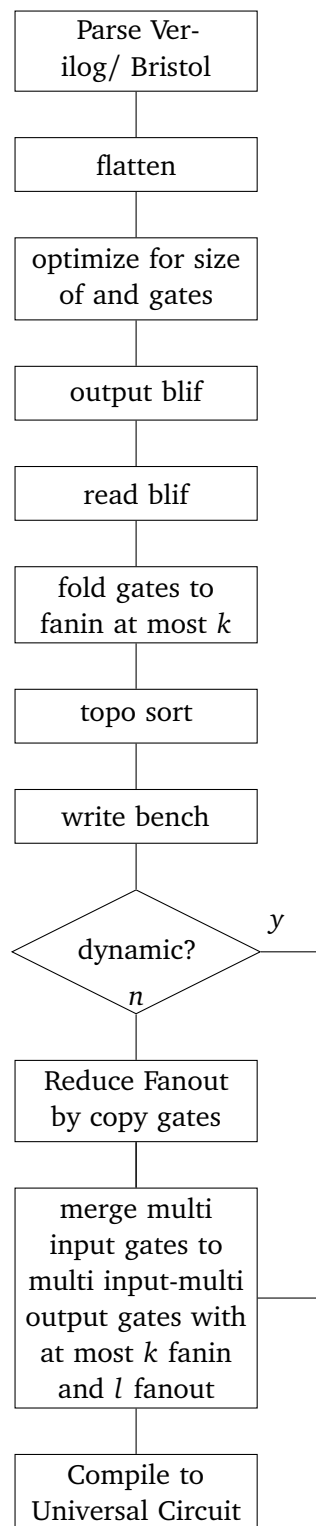 Parse Ver-
ilog/ Bristol
flatten
optimize for size
of and gates
output blif
read blif
fold gates to
fanin at most k
topo sort
write bench
y
dynamic?
n
Reduce Fanout
by copy gates
merge multi
input gates to
multi input-multi
output gates with
at most k fanin
and l fanout
Compile to
Universal Circuit